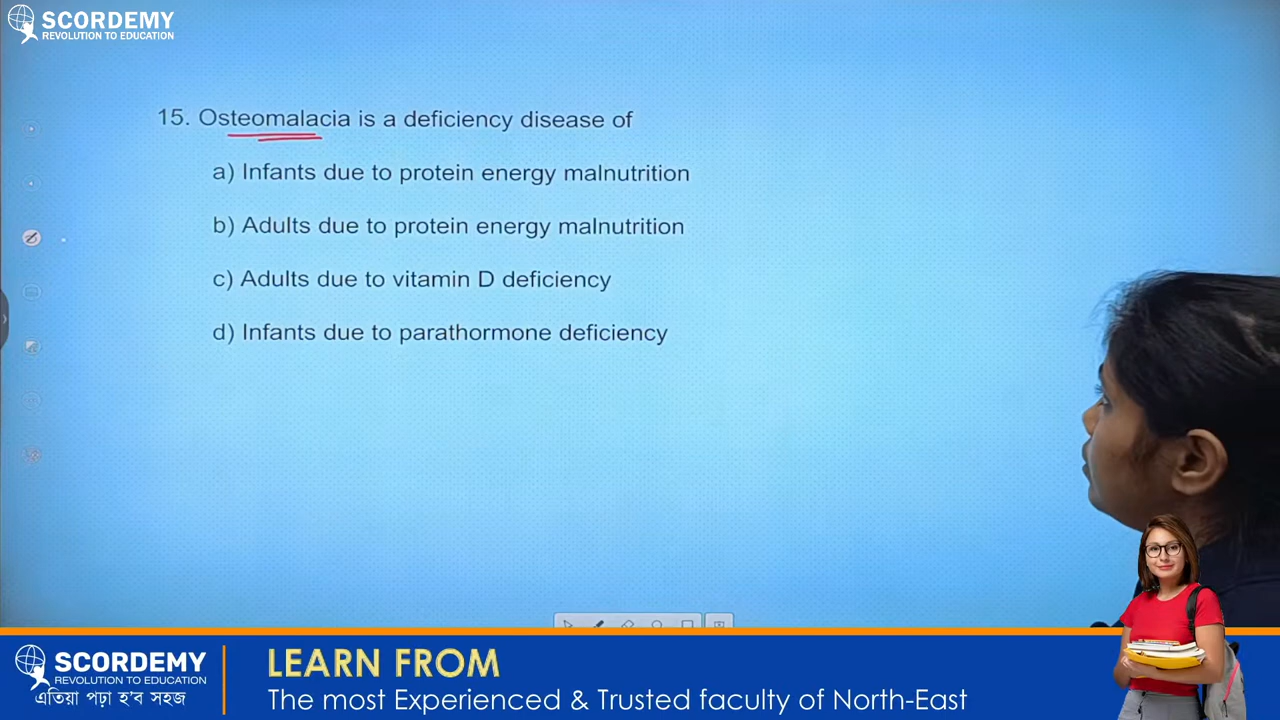 SCORDEMY
REVOLUTION TO EDUCATION
15. Osteomalacia is a deficiency disease of
a) Infants due to protein energy malnutrition
b) Adults due to protein energy malnutrition
c) Adults due to vitamin D deficiency
d) Infants due to parathormone deficiency
SCORDEMY
REVOLUTION TO EDUCATION
এতিয়া পঢ়া হ'ব সহজ
LEARN FROM
The most Experienced & Trusted faculty of North-East